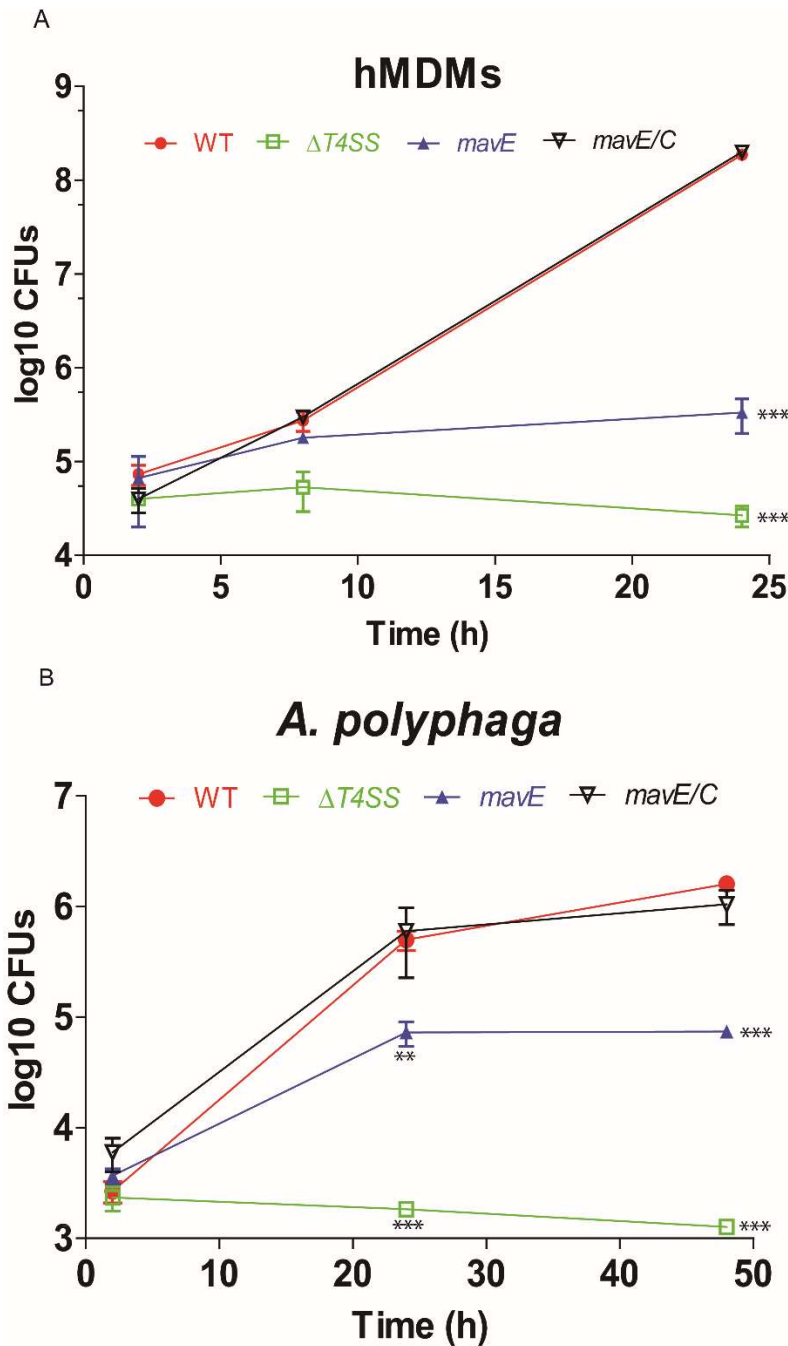 A
hMDMs
9
WT ΔT4SS mavE mavE/C
8
7
log10 CFUs
6
5
4
***
***
0 5 10 15 20 25
Time (h)
B
A. polyphaga
7
WT ΔT4SS mavE mavE/C
6
log10 CFUs
5
4
3
**
***
***
***
0 10 20 30 40 50
Time (h)